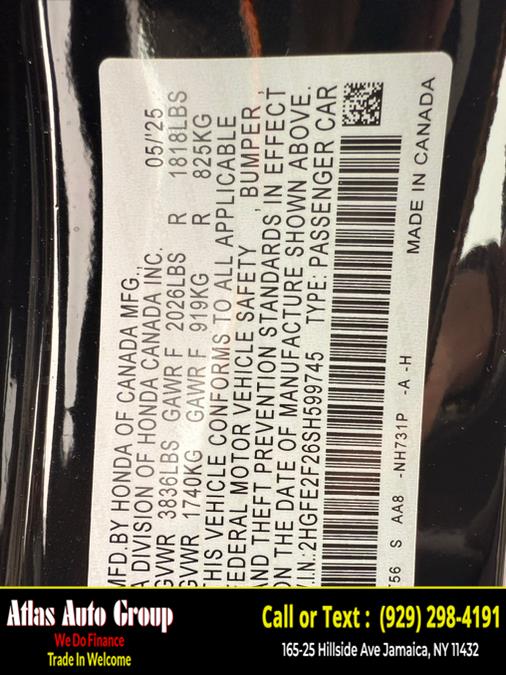 MFD.BY HONDA OF CANADA MFG., 05/'25
A DIVISION OF HONDA CANADA INC.
GVWR 3836LBS GAWR F 2026LBS R 1818LBS
GVWR 1740KG GAWR F 919KG R 825KG
THIS VEHICLE CONFORMS TO ALL APPLICABLE
FEDERAL MOTOR VEHICLE SAFETY , BUMPER ,
AND THEFT PREVENTION STANDARDS IN EFFECT
ON THE DATE OF MANUFACTURE SHOWN ABOVE.
V.I.N.:2HGFE2F26SH599745 TYPE: PASSENGER CAR
T56 S AA8 -NH731P -A -H
MADE IN CANADA
Atlas Auto Group
We Do Finance
Trade In Welcome
Call or Text : (929) 298-4191
165-25 Hillside Ave Jamaica, NY 11432